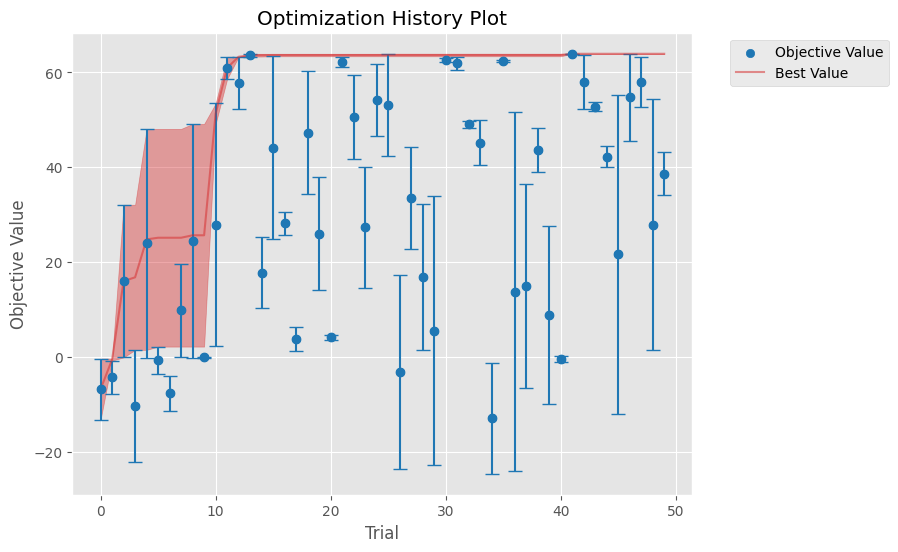 Optimization History Plot
Objective Value
Best Value
Objective Value
60
40
20
0
−20
0 10 20 30 40 50
Trial